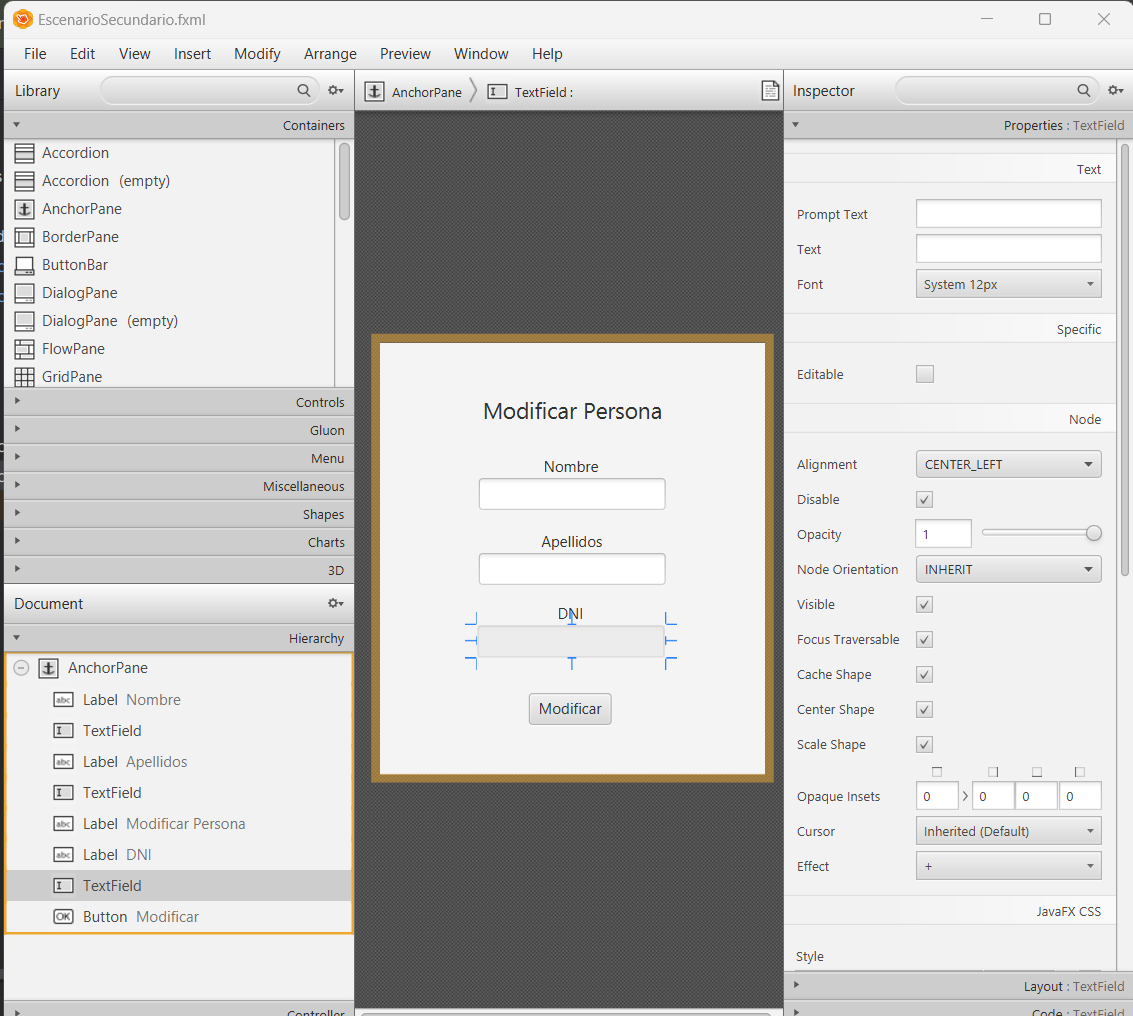 EscenarioSecundario.fxml
File Edit View Insert Modify Arrange Preview Window Help
Library
Containers
Accordion
Accordion (empty)
AnchorPane
BorderPane
ButtonBar
DialogPane
DialogPane (empty)
FlowPane
GridPane
Controls
Gluon
Menu
Miscellaneous
Shapes
Charts
3D
Document
Hierarchy
AnchorPane
abc Label Nombre
I TextField
abc Label Apellidos
I TextField
abc Label Modificar Persona
abc Label DNI
I TextField
OK Button Modificar
Controller
AnchorPane TextField :
Modificar Persona
Nombre
Apellidos
DNI
Modificar
Inspector
Properties : TextField
Text
Prompt Text
Text
Font System 12px
Specific
Editable
Node
Alignment CENTER_LEFT
Disable
Opacity 1
Node Orientation INHERIT
Visible
Focus Traversable
Cache Shape
Center Shape
Scale Shape
Opaque Insets 0 0 0 0
Cursor Inherited (Default)
Effect +
JavaFX CSS
Style
Layout : TextField
Code : TextField